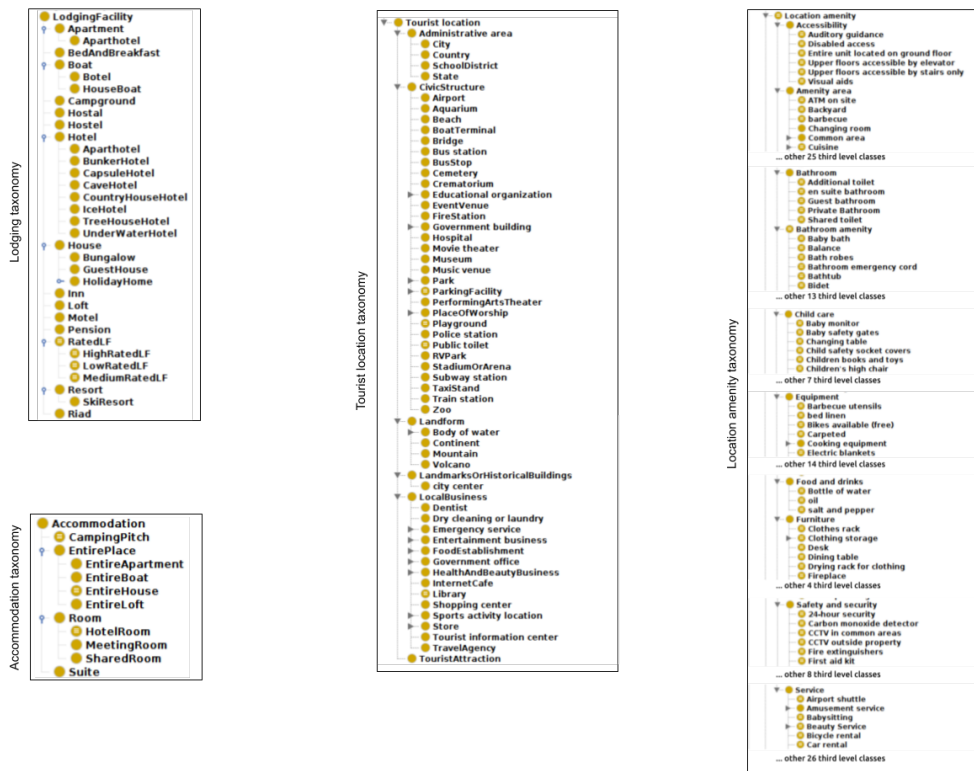 Lodging taxonomy
LodgingFacility
Apartment
Aparthotel
BedAndBreakfast
Boat
Botel
HouseBoat
Campground
Hostal
Hostel
Hotel
Aparthotel
BunkerHotel
CapsuleHotel
CaveHotel
CountryHouseHotel
IceHotel
TreeHouseHotel
UnderWaterHotel
House
Bungalow
GuestHouse
HolidayHome
Inn
Loft
Motel
Pension
RatedLF
HighRatedLF
LowRatedLF
MediumRatedLF
Resort
SkiResort
Riad
Accommodation taxonomy
Accommodation
CampingPitch
EntirePlace
EntireApartment
EntireBoat
EntireHouse
EntireLoft
Room
HotelRoom
MeetingRoom
SharedRoom
Suite
Tourist location taxonomy
Tourist location
Administrative area
City
Country
SchoolDistrict
State
CivicStructure
Airport
Aquarium
Beach
BoatTerminal
Bridge
Bus station
BusStop
Cemetery
Crematorium
Educational organization
EventVenue
FireStation
Government building
Hospital
Movie theater
Museum
Music venue
Park
ParkingFacility
PerformingArtsTheater
PlaceOfWorship
Playground
Police station
Public toilet
RVPark
StadiumOrArena
Subway station
TaxiStand
Train station
Zoo
Landform
Body of water
Continent
Mountain
Volcano
LandmarksOrHistoricalBuildings
city center
LocalBusiness
Dentist
Dry cleaning or laundry
Emergency service
Entertainment business
FoodEstablishment
Government office
HealthAndBeautyBusiness
InternetCafe
Library
Shopping center
Sports activity location
Store
Tourist information center
TravelAgency
TouristAttraction
Location amenity taxonomy
Location amenity
Accessibility
Auditory guidance
Disabled access
Entire unit located on ground floor
Upper floors accessible by elevator
Upper floors accessible by stairs only
Visual aids
Amenity area
ATM on site
Backyard
barbecue
Changing room
Common area
Cuisine
... other 25 third level classes
Bathroom
Additional toilet
en suite bathroom
Guest bathroom
Private Bathroom
Shared toilet
Bathroom amenity
Baby bath
Balance
Bath robes
Bathroom emergency cord
Bathtub
Bidet
... other 13 third level classes
Child care
Baby monitor
Baby safety gates
Changing table
Child safety socket covers
Children books and toys
Children's high chair
... other 7 third level classes
Equipment
Barbecue utensils
bed linen
Bikes available (free)
Carpeted
Cooking equipment
Electric blankets
... other 14 third level classes
Food and drinks
Bottle of water
oil
salt and pepper
Furniture
Clothes rack
Clothing storage
Desk
Dining table
Drying rack for clothing
Fireplace
... other 4 third level classes
Safety and security
24-hour security
Carbon monoxide detector
CCTV in common areas
CCTV outside property
Fire extinguishers
First aid kit
... other 8 third level classes
Service
Airport shuttle
Amusement service
Babysitting
Beauty Service
Bicycle rental
Car rental
... other 26 third level classes